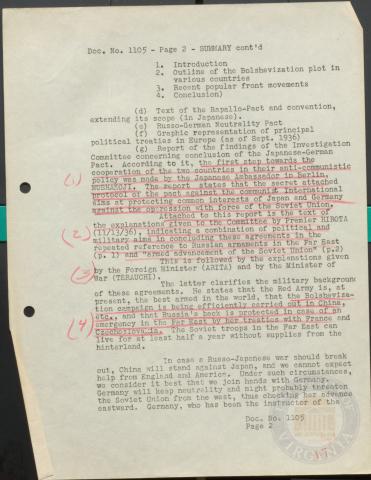 Doc. No. 1105 - Page 2 - SUMMARY cont'd
1. Introduction
2. Outline of the Bolshevization plot in
various countries
3. Recent popular front movements
4. Conclusion)
(d) Text of the Rapallo-Pact and convention,
extending its scope (in Japanese).
(e) Russo-German Neutrality Pact
(f) Graphic representation of principal
political treaties in Europe (as of Sept. 1936)
(g) Report of the findings of the Investigation
Committee concerning conclusion of the Japanese-German
Pact. According to it, the first step towards the
cooperation of the two countries in their anti-communistic
(1) policy was made by the Japanese Ambassador in Berlin,
MUSHAKOJI. The report states that the secret attached
protocol of the pact against the Communist International
aims at protecting common interests of Japan and Germany
against the oppression with force of the Soviet Union.
Attached to this report is the text of
the explanations given to the Committee by Premier HIROTA
(2) (11/13/36), indicating a combination of political and
military aims in concluding these agreements in the
repeated reference to Russian armaments in the Far East
(p. 1) and "armed advancement of the Soviet Union" (p.2)
This is followed by the explanations given
(3) by the Foreign Minister (ARITA) and by the Minister of
War (TERAUCHI).
The latter clarifies the military background
of these agreements. He states that the Red Army is, at
present, the best armed in the world, that the Bolsheviza-
tion campaign is being efficiently carried out in China,
etc., and that Russia's back is protected in case of an
(4) emergency in the Far East by her treaties with France and
Czechoslovakia. The Soviet troops in the Far East can
live for at least half a year without supplies from the
hinterland.
In case a Russo-Japanese war should break
out, China will stand against Japan, and we cannot expect
help from England and America. Under such circumstances,
we consider it best that we join hands with Germany.
Germany will keep neutrality and might probably threaten
the Soviet Union from the west, thus checking her advance
eastward. Germany, who has been the instructor of the
Doc. No. 1105
Page 2
VIRGINIA